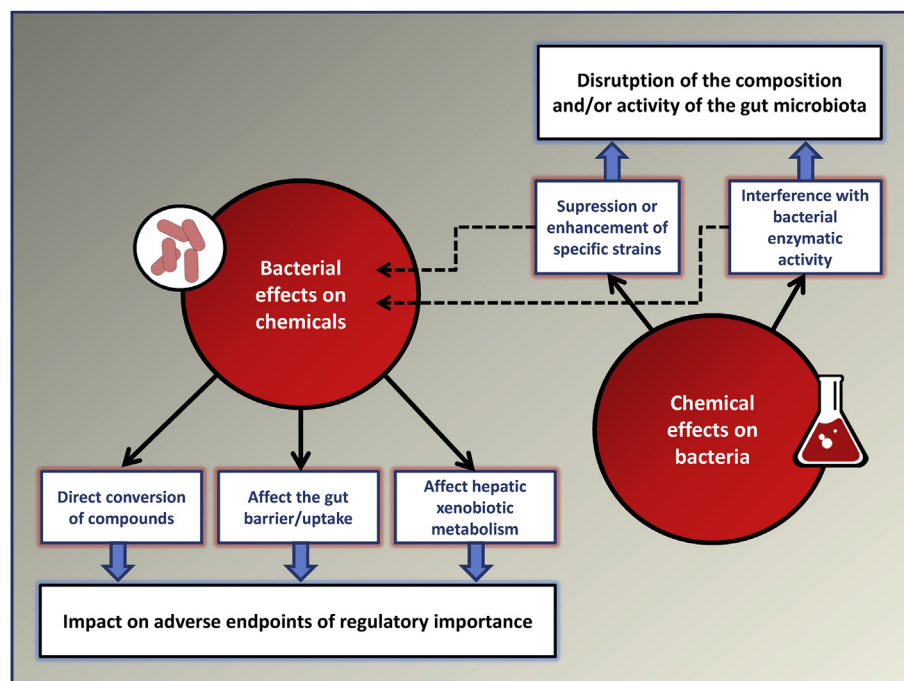 Disrutption of the composition
and/or activity of the gut microbiota
Supression or
enhancement of
specific strains
Interference with
bacterial
enzymatic
activity
Bacterial
effects on
chemicals
Chemical
effects on
bacteria
Direct conversion
of compounds
Affect the gut
barrier/uptake
Affect hepatic
xenobiotic
metabolism
Impact on adverse endpoints of regulatory importance